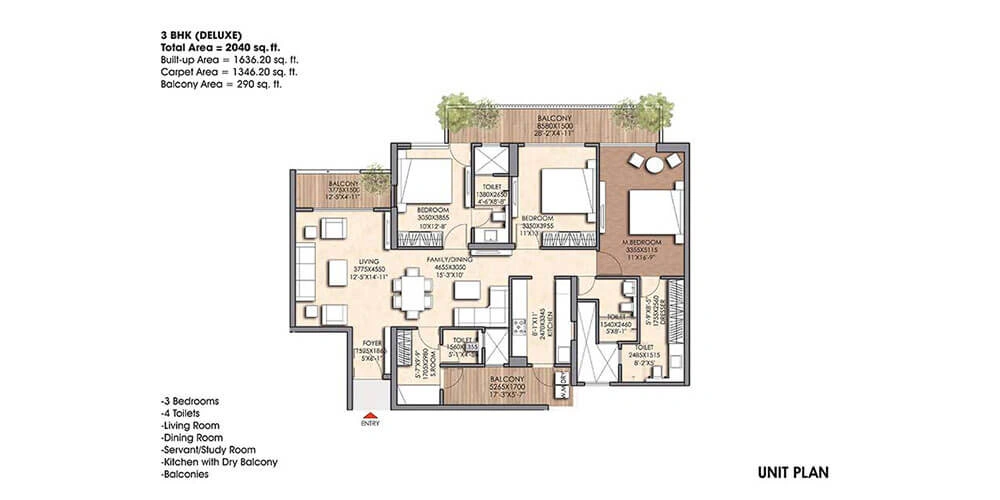 3 BHK (DELUXE)
Total Area = 2040 sq.ft.
Built-up Area = 1636.20 sq. ft.
Carpet Area = 1346.20 sq. ft.
Balcony Area = 290 sq. ft.
BALCONY
8580X1500
28'-2"X4'-11"
BALCONY
3775X1500
12'-5"X4'-11"
BEDROOM
3050X3855
10'X12'-8"
TOILET
1380X2650
4'-6"X8'-8"
BEDROOM
3350X3955
11'X13'
M.BEDROOM
3355X5115
11'X16'-9"
LIVING
3775X4550
12'-5"X14'-11"
FAMILY/DINING
4655X3050
15'-3"X10'
KITCHEN
2470X3345
8'-1"X11'
TOILET
1540X2460
5'X8'-1"
DRESSER
1755X2560
5'-9"X8'-5"
TOILET
2485X1515
8'-2"X5'
FOYER
1595X1865
5'X6'-1"
S.ROOM
1705X2980
5'-7"X9'-9"
TOILET
1560X1355
5'-1"X4'-5"
BALCONY
5265X1700
17'-3"X5'-7"
W.M/DRY
ENTRY
-3 Bedrooms
-4 Toilets
-Living Room
-Dining Room
-Servant/Study Room
-Kitchen with Dry Balcony
-Balconies
UNIT PLAN